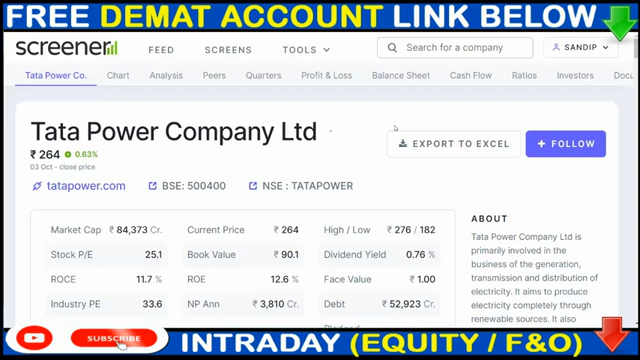 FREE DEMAT ACCOUNT LINK BELOW
screener
FEED
SCREENS
TOOLS
Search for a company
SANDIP
Tata Power Co.
Chart
Analysis
Peers
Quarters
Profit & Loss
Balance Sheet
Cash Flow
Ratios
Investors
Docu
Tata Power Company Ltd
EXPORT TO EXCEL
+ FOLLOW
₹ 264 0.63%
03 Oct - close price
tatapower.com
BSE: 500400
NSE : TATAPOWER
Market Cap ₹ 84,373 Cr.
Current Price ₹ 264
High / Low ₹ 276 / 182
Stock P/E 25.1
Book Value ₹ 90.1
Dividend Yield 0.76 %
ROCE 11.7 %
ROE 12.6 %
Face Value ₹ 1.00
Industry PE 33.6
NP Ann ₹ 3,810 Cr.
Debt ₹ 52,923 Cr.
ABOUT
Tata Power Company Ltd is
primarily involved in the
business of the generation,
transmission and distribution of
electricity. It aims to produce
electricity completely through
renewable sources. It also
SUBSCRIBE
INTRADAY (EQUITY / F&O)